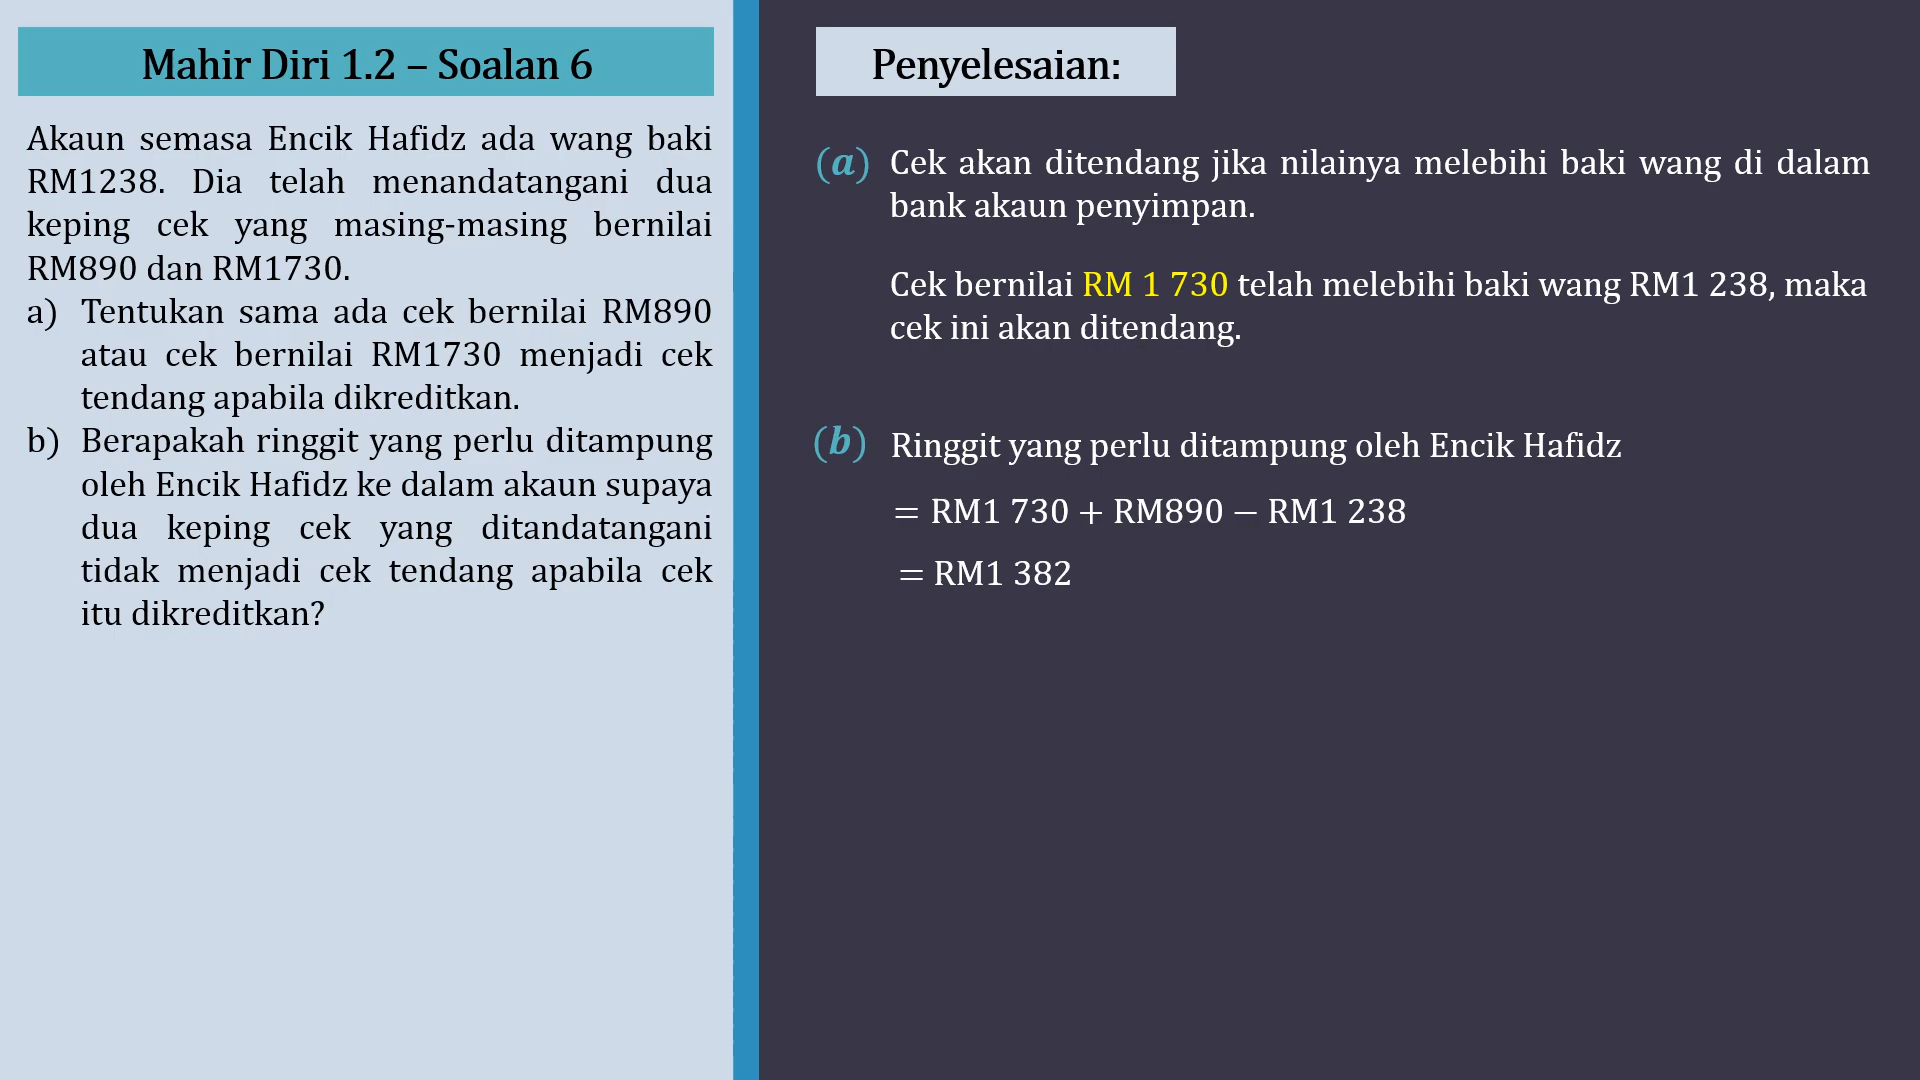 Mahir Diri 1.2 – Soalan 6
Akaun semasa Encik Hafidz ada wang baki
RM1238. Dia telah menandatangani dua
keping cek yang masing-masing bernilai
RM890 dan RM1730.
a) Tentukan sama ada cek bernilai RM890
atau cek bernilai RM1730 menjadi cek
tendang apabila dikreditkan.
b) Berapakah ringgit yang perlu ditampung
oleh Encik Hafidz ke dalam akaun supaya
dua keping cek yang ditandatangani
tidak menjadi cek tendang apabila cek
itu dikreditkan?
Penyelesaian:
(a) Cek akan ditendang jika nilainya melebihi baki wang di dalam
bank akaun penyimpan.
Cek bernilai RM 1 730 telah melebihi baki wang RM1 238, maka
cek ini akan ditendang.
(b) Ringgit yang perlu ditampung oleh Encik Hafidz
= RM1 730 + RM890 − RM1 238
= RM1 382